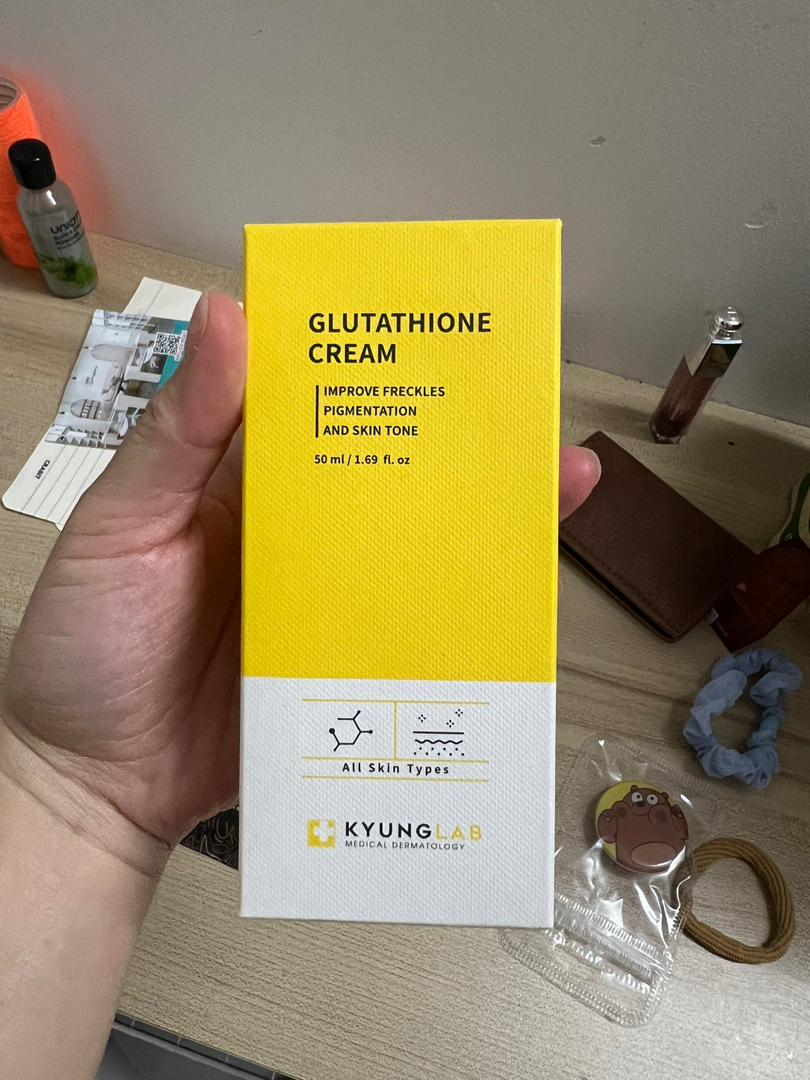 GLUTATHIONE
CREAM
IMPROVE FRECKLES
PIGMENTATION
AND SKIN TONE
50 ml / 1.69 fl. oz
All Skin Types
KYUNGLAB
MEDICAL DERMATOLOGY